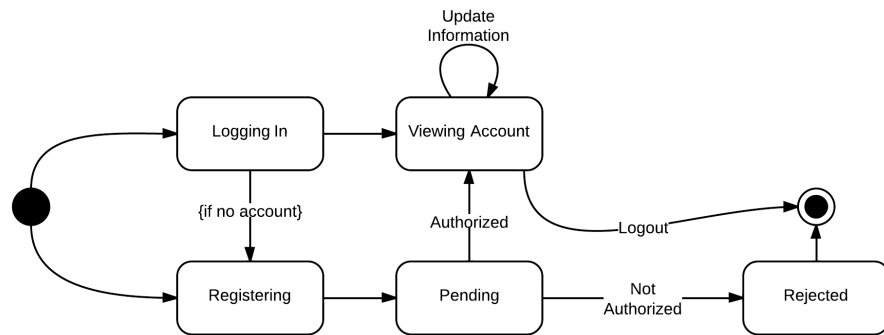 Update
Information
Logging In
Viewing Account
{if no account}
Authorized
Logout
Registering
Pending
Not
Authorized
Rejected